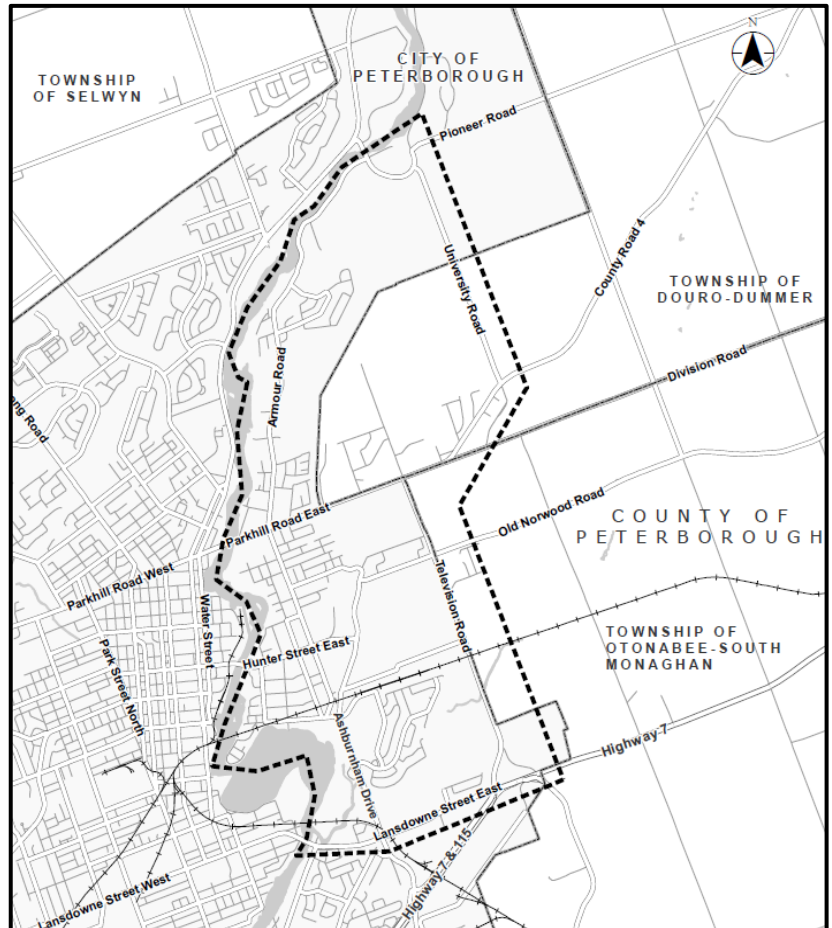 N
CITY OF
PETERBOROUGH
TOWNSHIP
OF SELWYN
Pioneer Road
University Road
County Road 4
TOWNSHIP OF
DOURO-DUMMER
Armour Road
Division Road
Road
Parkhill Road East
Old Norwood Road
COUNTY OF
PETERBOROUGH
Parkhill Road West
Water Street
Television Road
Park Street North
Hunter Street East
TOWNSHIP OF
OTONABEE-SOUTH
MONAGHAN
Ashburnham Drive
Highway 7
Lansdowne Street East
Highway 7 & 115
Lansdowne Street West